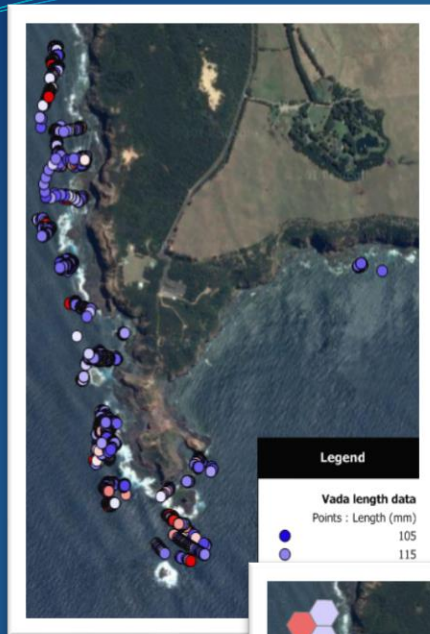 Legend
Vada length data
Points : Length (mm)
105
115